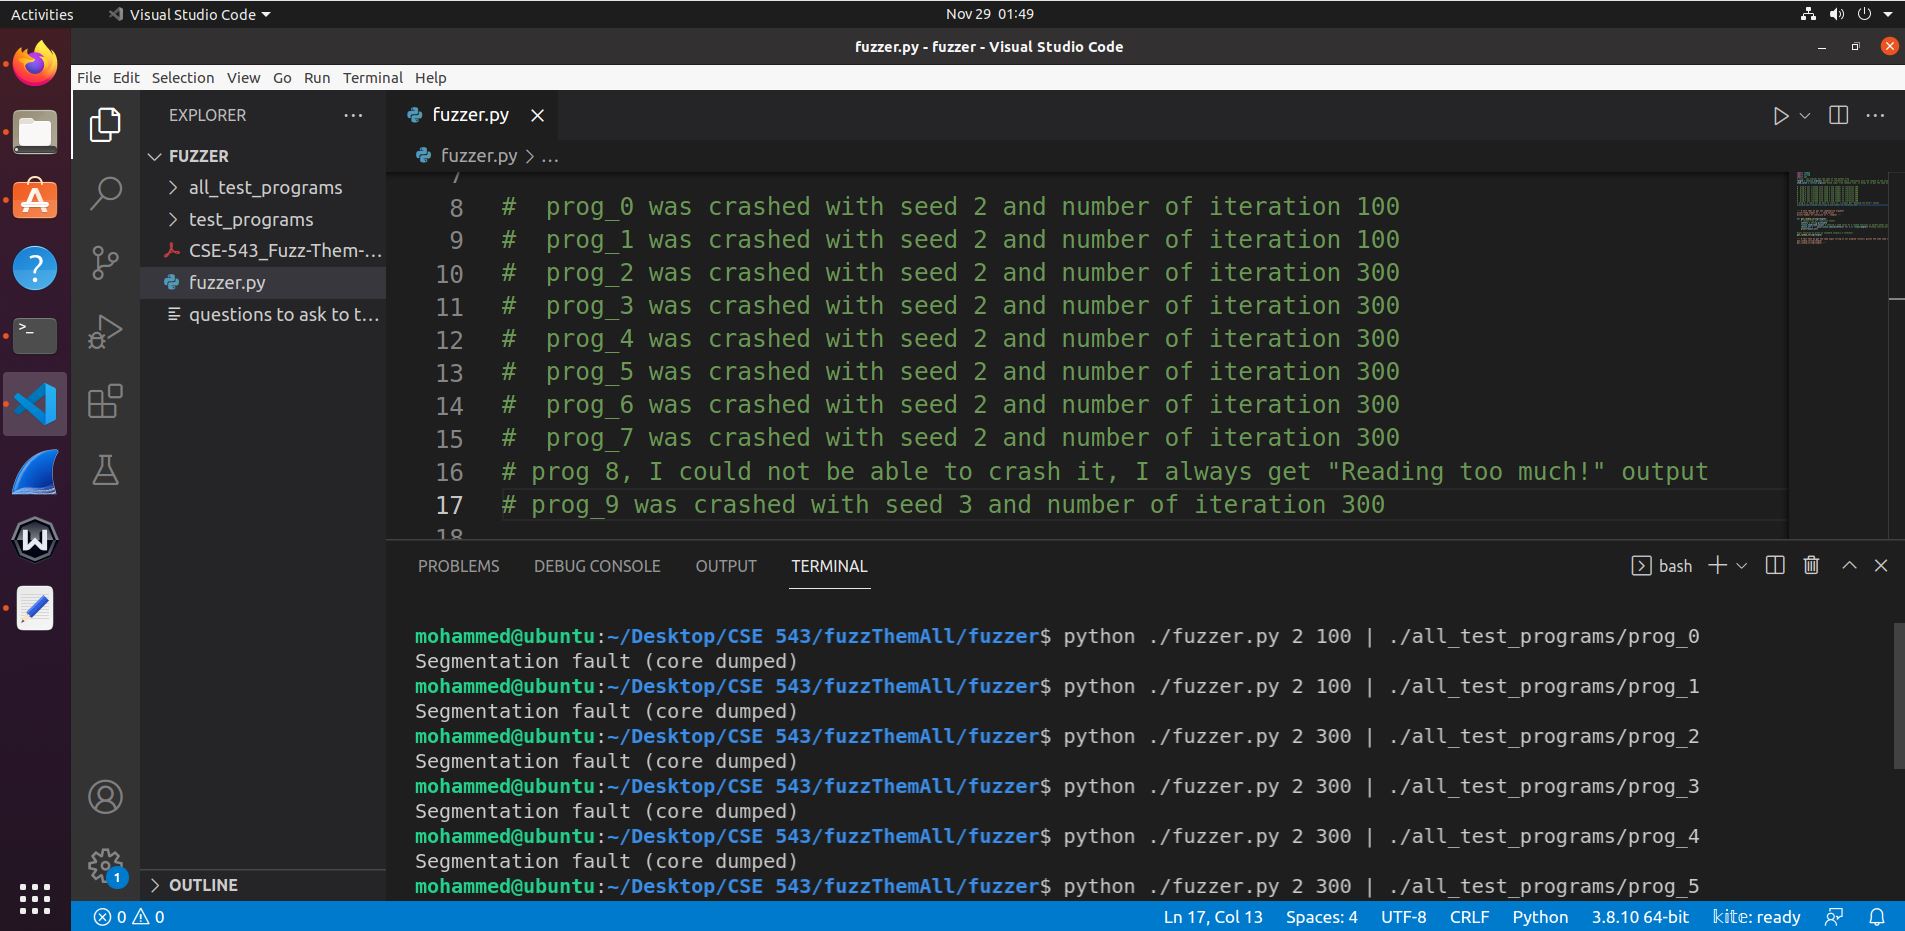 Activities Visual Studio Code Nov 29 01:49
fuzzer.py - fuzzer - Visual Studio Code
File Edit Selection View Go Run Terminal Help
EXPLORER ···
FUZZER
all_test_programs
test_programs
CSE-543_Fuzz-Them-...
fuzzer.py
questions to ask to t...
OUTLINE
fuzzer.py
fuzzer.py > ...
7
8 #  prog_0 was crashed with seed 2 and number of iteration 100
9 #  prog_1 was crashed with seed 2 and number of iteration 100
10 #  prog_2 was crashed with seed 2 and number of iteration 300
11 #  prog_3 was crashed with seed 2 and number of iteration 300
12 #  prog_4 was crashed with seed 2 and number of iteration 300
13 #  prog_5 was crashed with seed 2 and number of iteration 300
14 #  prog_6 was crashed with seed 2 and number of iteration 300
15 #  prog_7 was crashed with seed 2 and number of iteration 300
16 # prog 8, I could not be able to crash it, I always get "Reading too much!" output
17 # prog_9 was crashed with seed 3 and number of iteration 300
18
PROBLEMS DEBUG CONSOLE OUTPUT TERMINAL bash
mohammed@ubuntu:~/Desktop/CSE 543/fuzzThemAll/fuzzer$ python ./fuzzer.py 2 100 | ./all_test_programs/prog_0
Segmentation fault (core dumped)
mohammed@ubuntu:~/Desktop/CSE 543/fuzzThemAll/fuzzer$ python ./fuzzer.py 2 100 | ./all_test_programs/prog_1
Segmentation fault (core dumped)
mohammed@ubuntu:~/Desktop/CSE 543/fuzzThemAll/fuzzer$ python ./fuzzer.py 2 300 | ./all_test_programs/prog_2
Segmentation fault (core dumped)
mohammed@ubuntu:~/Desktop/CSE 543/fuzzThemAll/fuzzer$ python ./fuzzer.py 2 300 | ./all_test_programs/prog_3
Segmentation fault (core dumped)
mohammed@ubuntu:~/Desktop/CSE 543/fuzzThemAll/fuzzer$ python ./fuzzer.py 2 300 | ./all_test_programs/prog_4
Segmentation fault (core dumped)
mohammed@ubuntu:~/Desktop/CSE 543/fuzzThemAll/fuzzer$ python ./fuzzer.py 2 300 | ./all_test_programs/prog_5
1
0 0 Ln 17, Col 13 Spaces: 4 UTF-8 CRLF Python 3.8.10 64-bit kite: ready